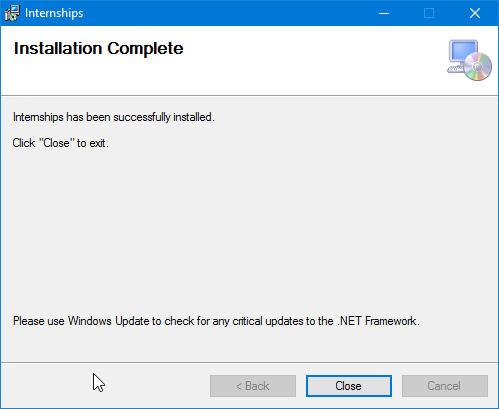 Internships
Installation Complete
Internships has been successfully installed.
Click "Close" to exit.
Please use Windows Update to check for any critical updates to the .NET Framework.
< Back
Close
Cancel